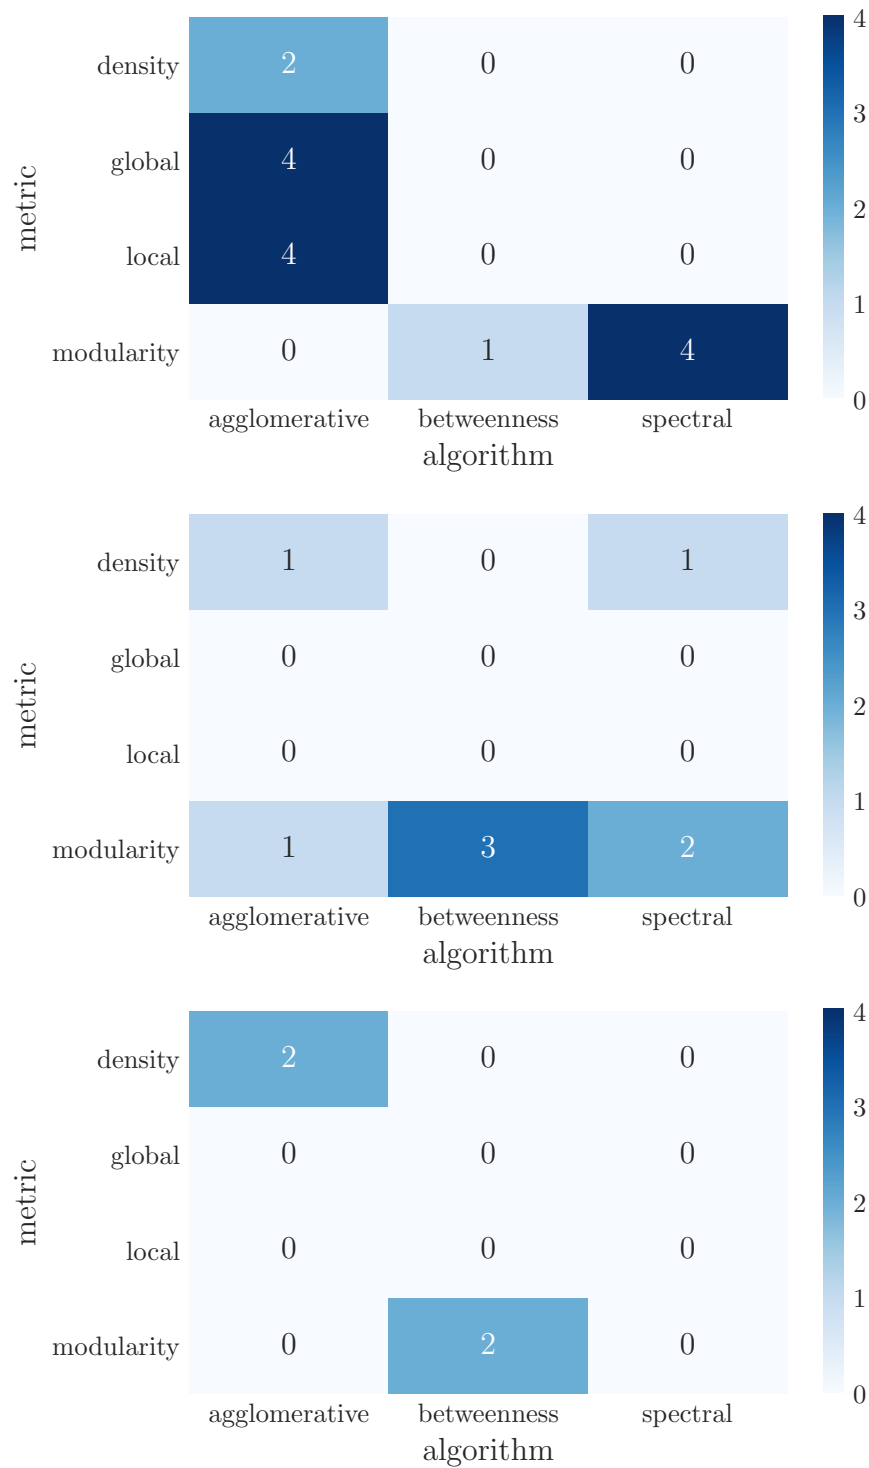 4
density 2 0 0
3
global 4 0 0
2
metric
local 4 0 0
1
modularity 0 1 4
0
agglomerative betweenness spectral
algorithm
4
density 1 0 1
3
global 0 0 0
2
metric
local 0 0 0
1
modularity 1 3 2
0
agglomerative betweenness spectral
algorithm
4
density 2 0 0
3
global 0 0 0
2
metric
local 0 0 0
1
modularity 0 2 0
0
agglomerative betweenness spectral
algorithm